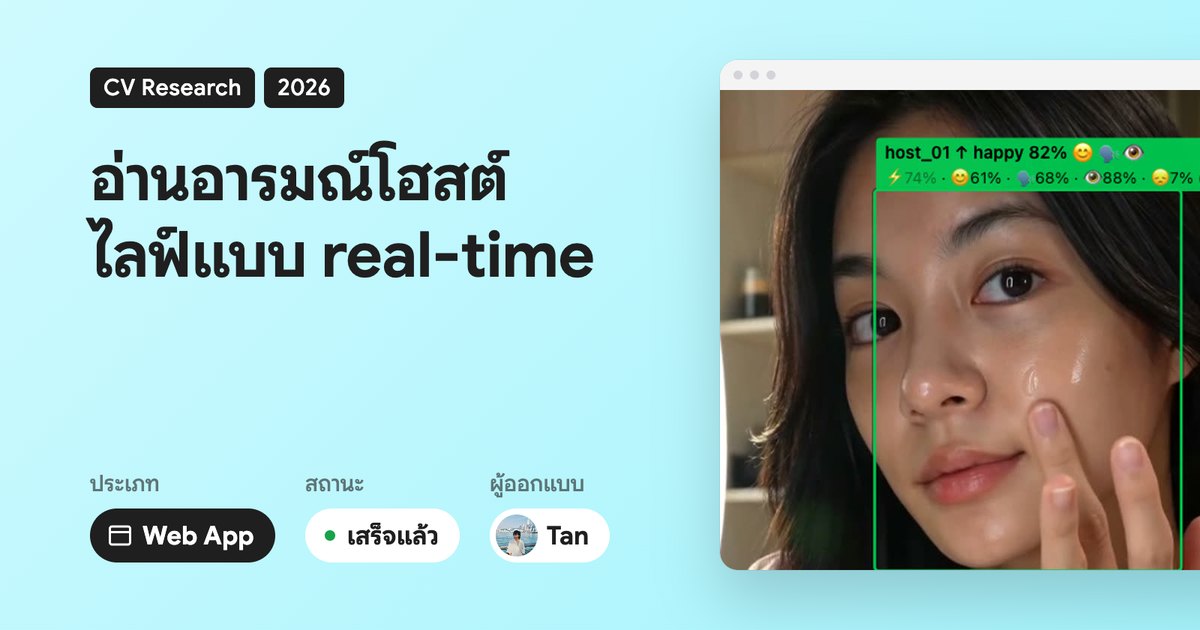 CV Research
2026
อ่านอารมณ์โฮสต์
ไลฟ์แบบ real-time
host_01 ↑ happy 82% 😊 🗣️ 👁️
⚡74% · 😊61% · 🗣️68% · 👁️88% · 😞7%
ประเภท
สถานะ
ผู้ออกแบบ
Web App
เสร็จแล้ว
Tan